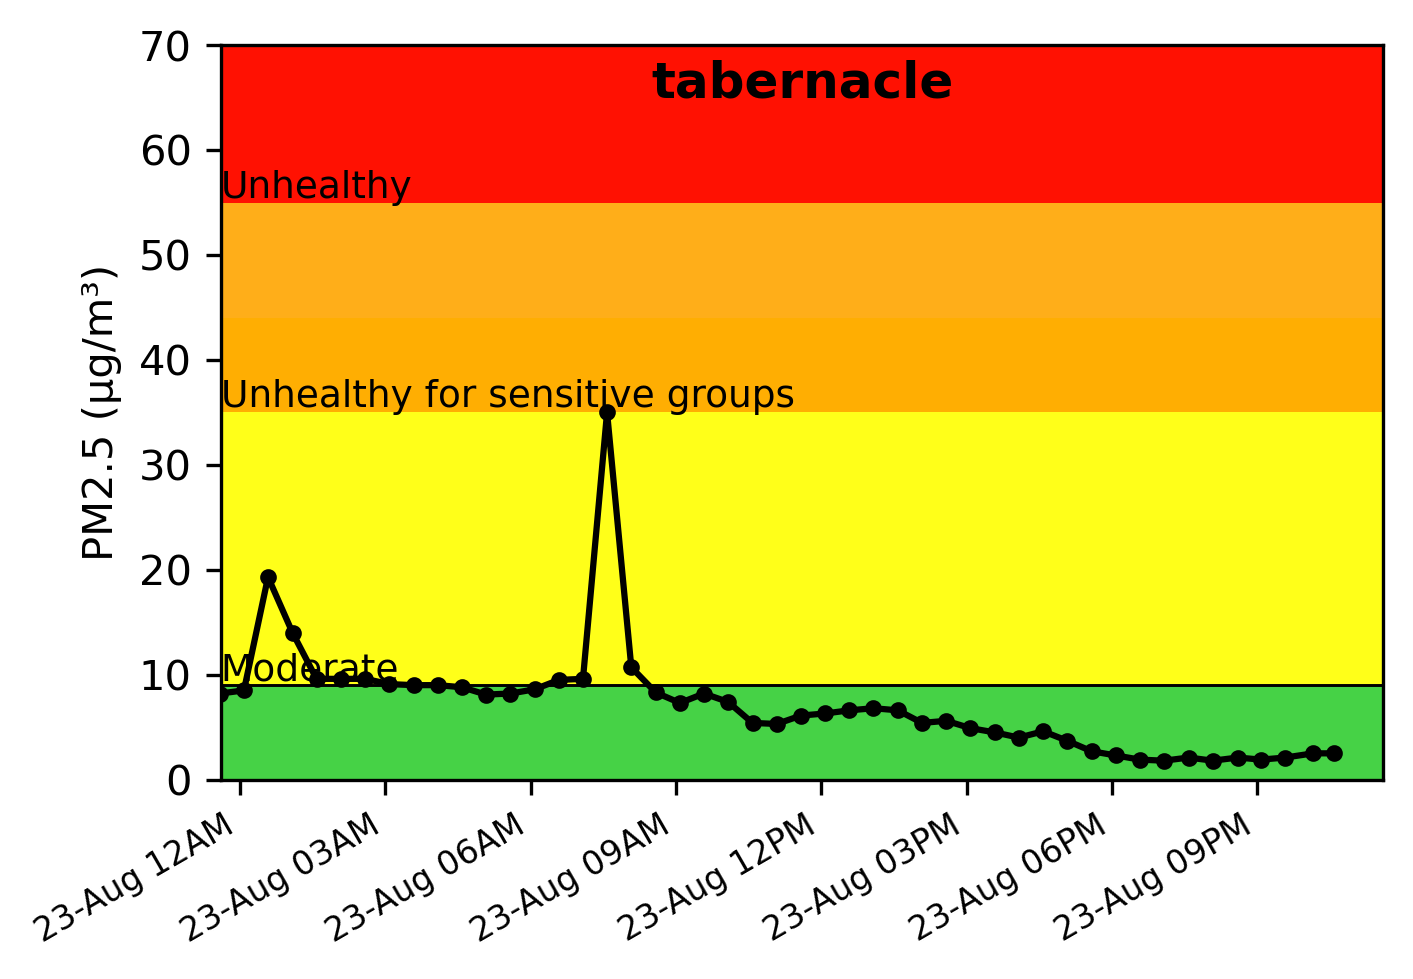 tabernacle
70
60
Unhealthy
50
40
Unhealthy for sensitive groups
30
20
10
Moderate
0
PM2.5 (µg/m³)
23-Aug 12AM
23-Aug 03AM
23-Aug 06AM
23-Aug 09AM
23-Aug 12PM
23-Aug 03PM
23-Aug 06PM
23-Aug 09PM